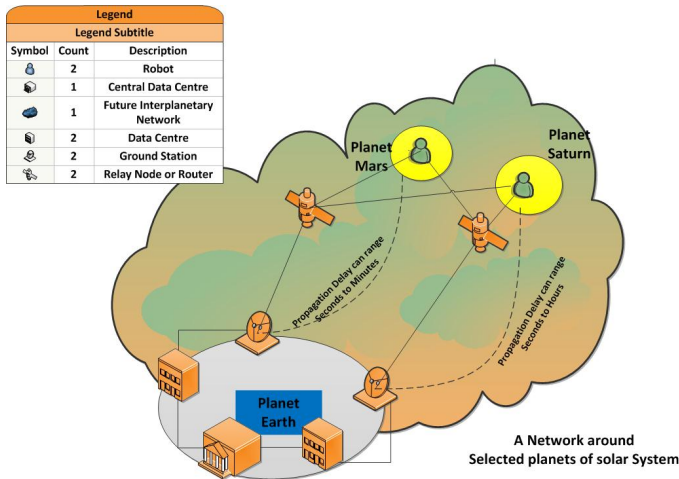 Legend
Legend Subtitle
Symbol Count Description
2 Robot
1 Central Data Centre
1 Future Interplanetary
Network
2 Data Centre
2 Ground Station
2 Relay Node or Router
Planet
Mars
Planet
Saturn
Propagation Delay can range
Seconds to Minutes
Propagation Delay can range
Seconds to Hours
Planet
Earth
A Network around
Selected planets of solar System